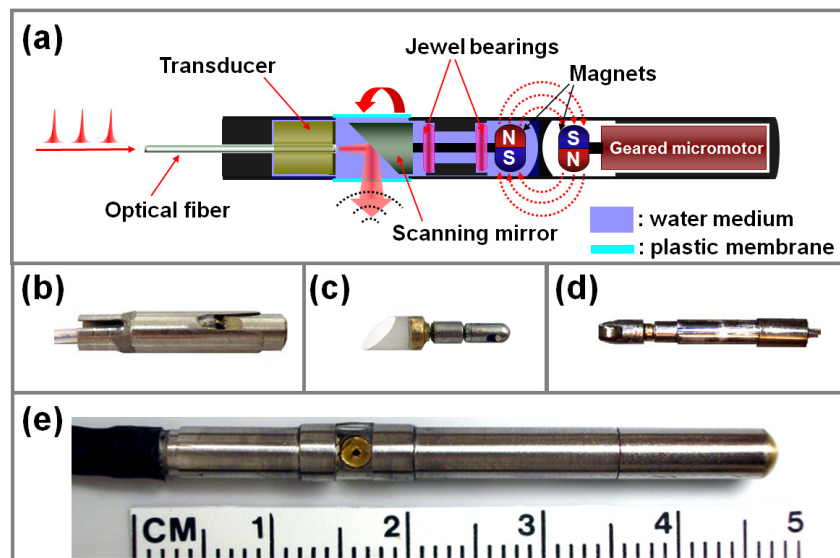 (a)
Jewel bearings
Transducer
Magnets
N
S
S
N
Geared micromotor
Optical fiber
Scanning mirror
: water medium
: plastic membrane
(b)
(c)
(d)
(e)
CM 1 2 3 4 5